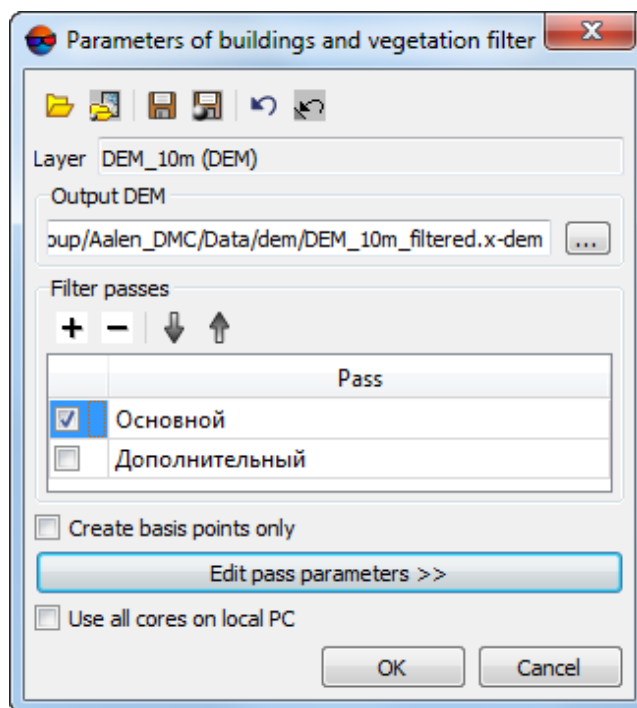 Parameters of buildings and vegetation filter
Layer DEM_10m (DEM)
Output DEM
oup/Aalen_DMC/Data/dem/DEM_10m_filtered.x-dem ...
Filter passes
Pass
Основной
Дополнительный
Create basis points only
Edit pass parameters >>
Use all cores on local PC
OK Cancel